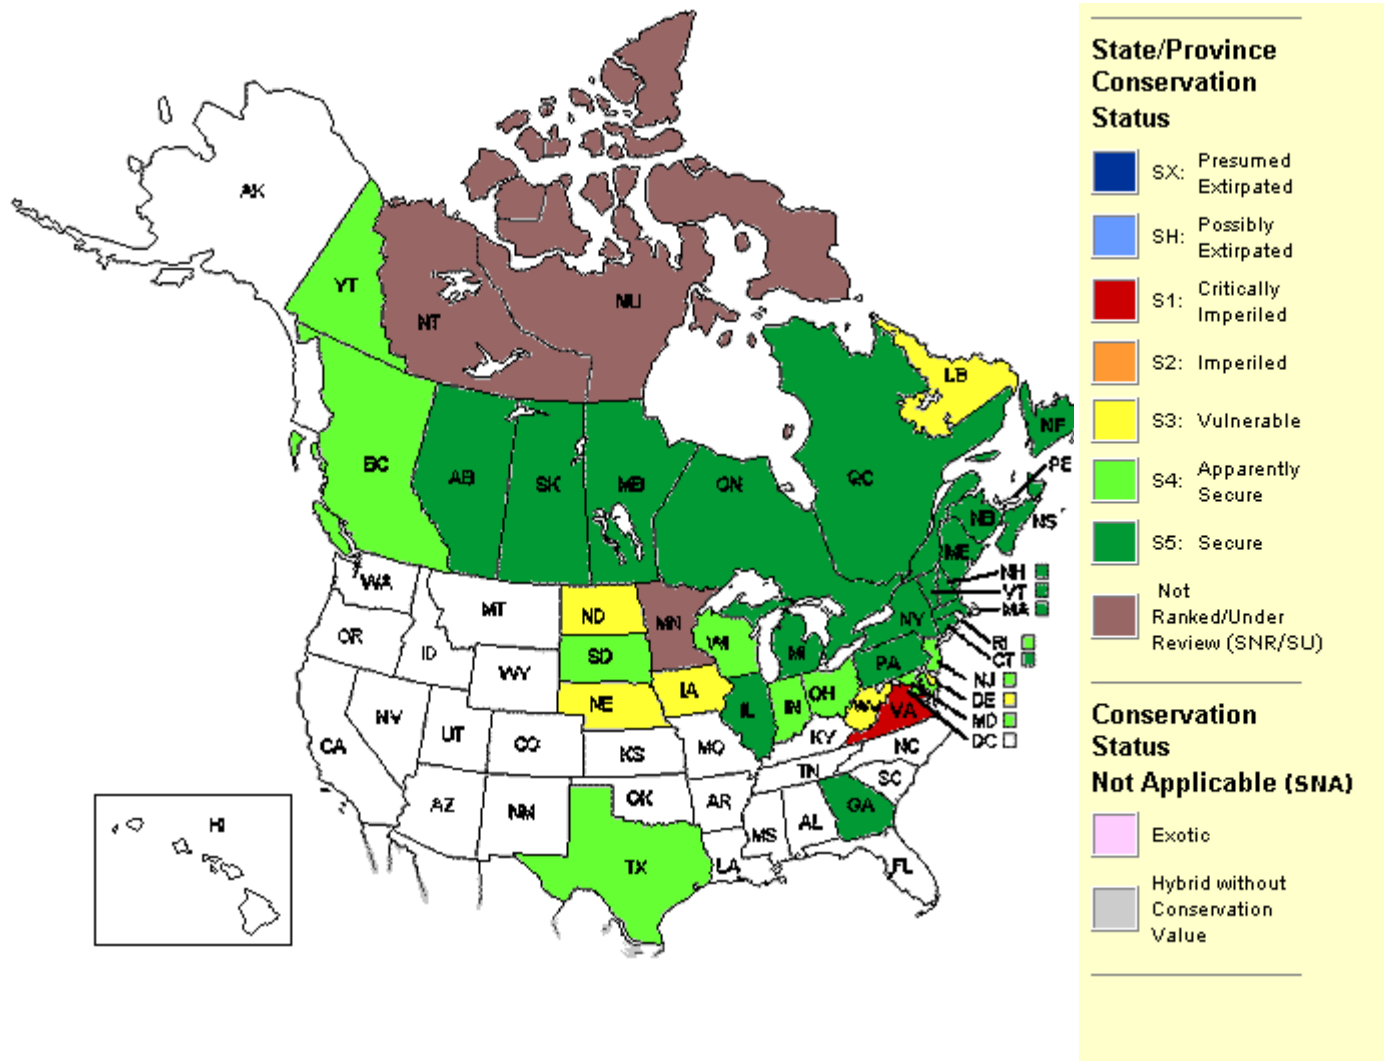 AK
YT
NT
NU
LB
BC
AB
SK
MB
ON
QC
NF
PE
NB
NS
ME
NH
VT
MA
WA
MT
ND
MN
OR
ID
WY
SD
WI
MI
NY
RI
CT
PA
NJ
DE
MD
DC
NE
IA
IL
IN
OH
WV
VA
NV
UT
CO
KS
MO
KY
NC
CA
AZ
NM
OK
AR
TN
SC
MS
AL
GA
TX
LA
FL
HI
State/Province
Conservation
Status
SX: Presumed
Extirpated
SH: Possibly
Extirpated
S1: Critically
Imperiled
S2: Imperiled
S3: Vulnerable
S4: Apparently
Secure
S5: Secure
Not
Ranked/Under
Review (SNR/SU)
Conservation
Status
Not Applicable (SNA)
Exotic
Hybrid without
Conservation
Value